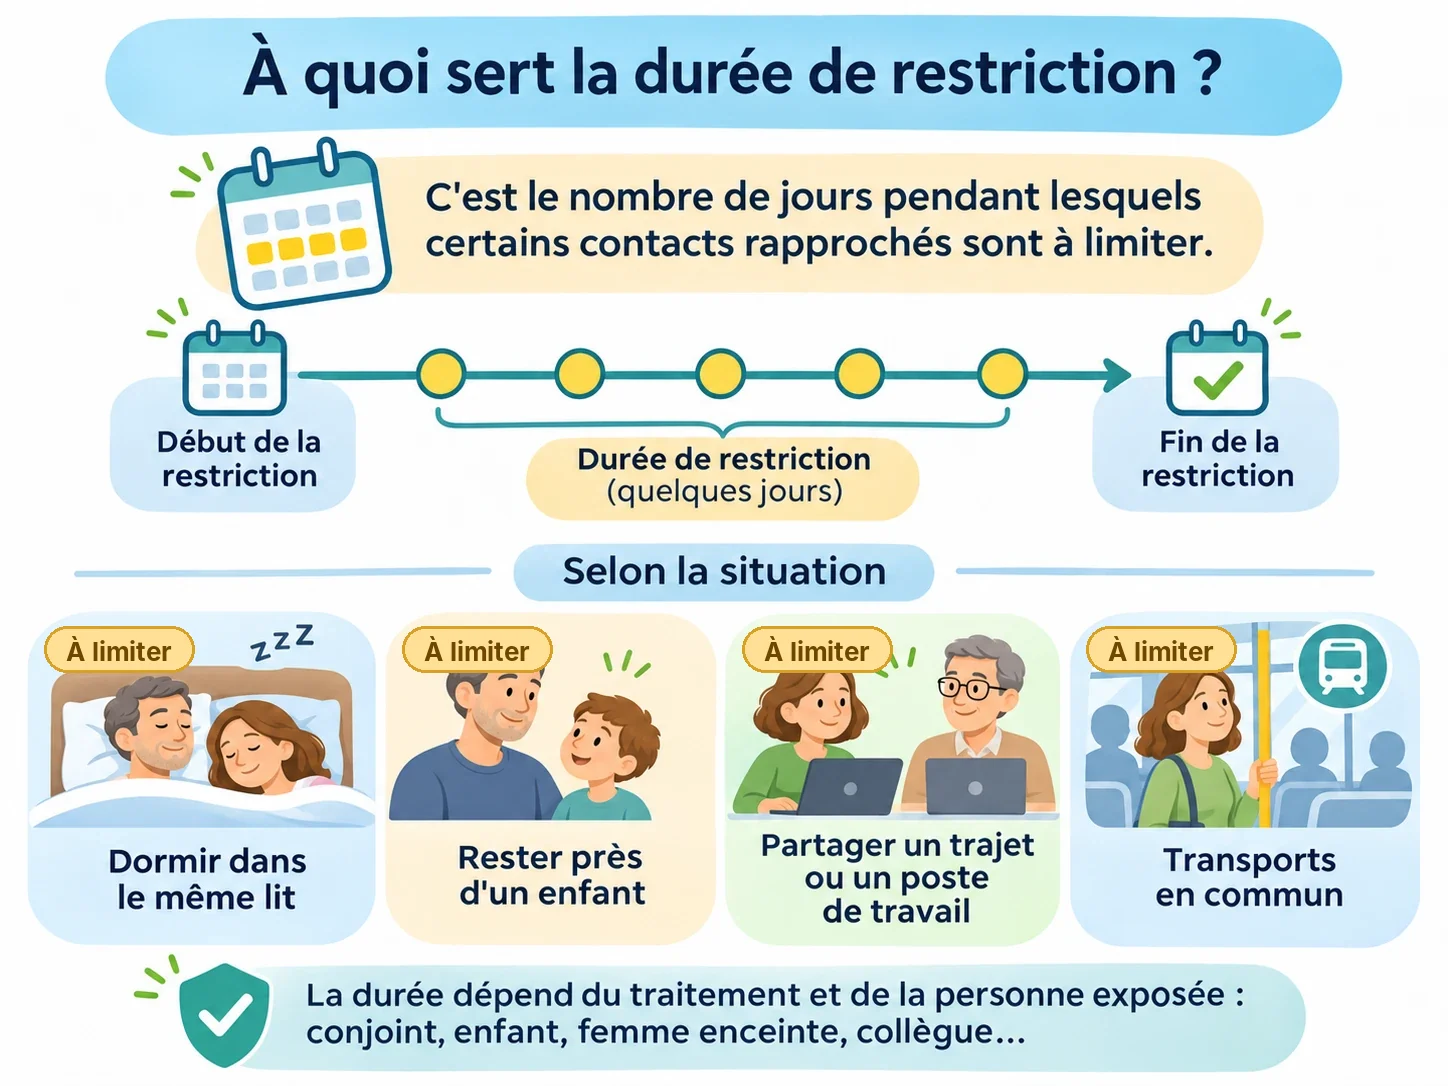 À quoi sert la durée de restriction ?
C'est le nombre de jours pendant lesquels
certains contacts rapprochés sont à limiter.
Début de la
restriction
Durée de restriction
(quelques jours)
Fin de la
restriction
Selon la situation
À limiter
zzz
Dormir dans
le même lit
À limiter
Rester près
d'un enfant
À limiter
Partager un trajet
ou un poste
de travail
À limiter
Transports
en commun
La durée dépend du traitement et de la personne exposée :
conjoint, enfant, femme enceinte, collègue...